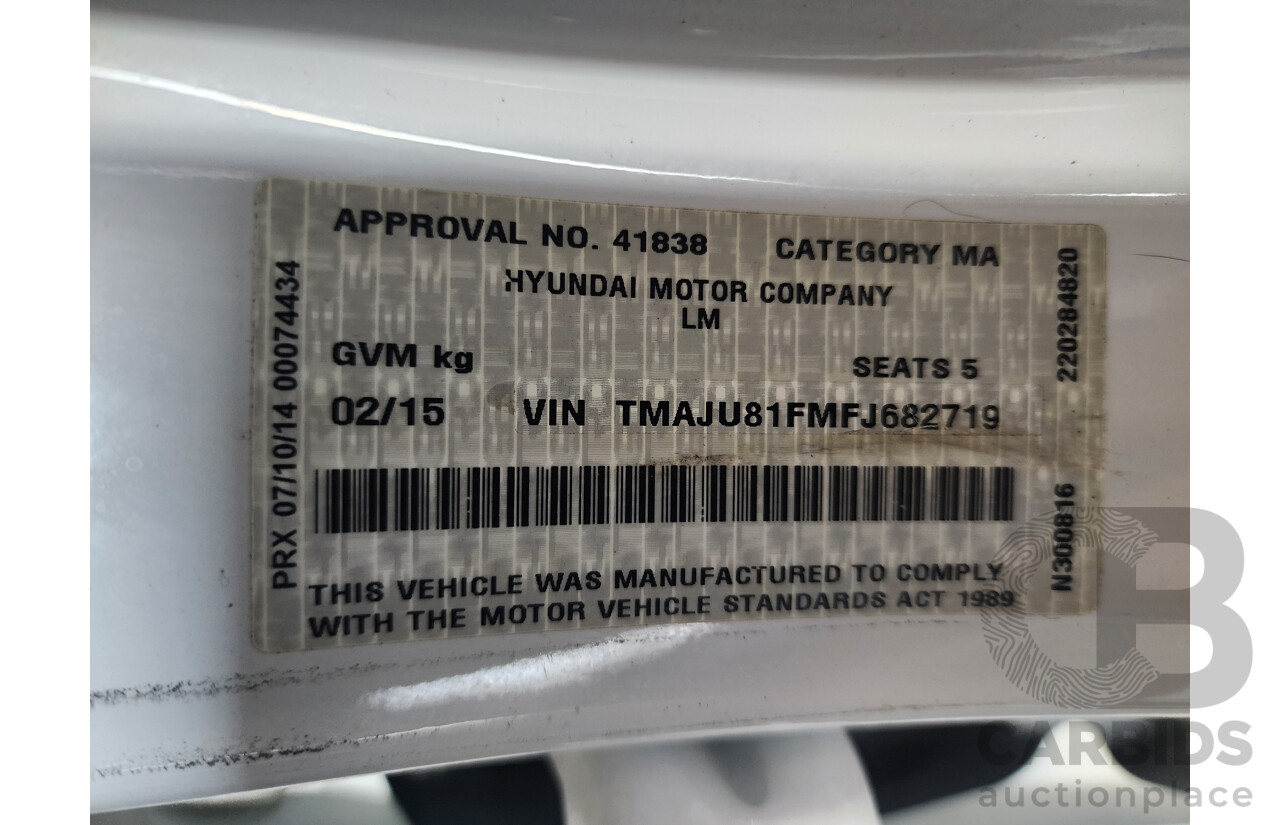 APPROVAL NO. 41838 CATEGORY MA
HYUNDAI MOTOR COMPANY
LM
GVM kg SEATS 5
02/15 VIN TMAJU81FMFJ682719
THIS VEHICLE WAS MANUFACTURED TO COMPLY
WITH THE MOTOR VEHICLE STANDARDS ACT 1989
PRX 07/10/14 00074434
N300816 220284820
CB
CARBIDS
auctionplace